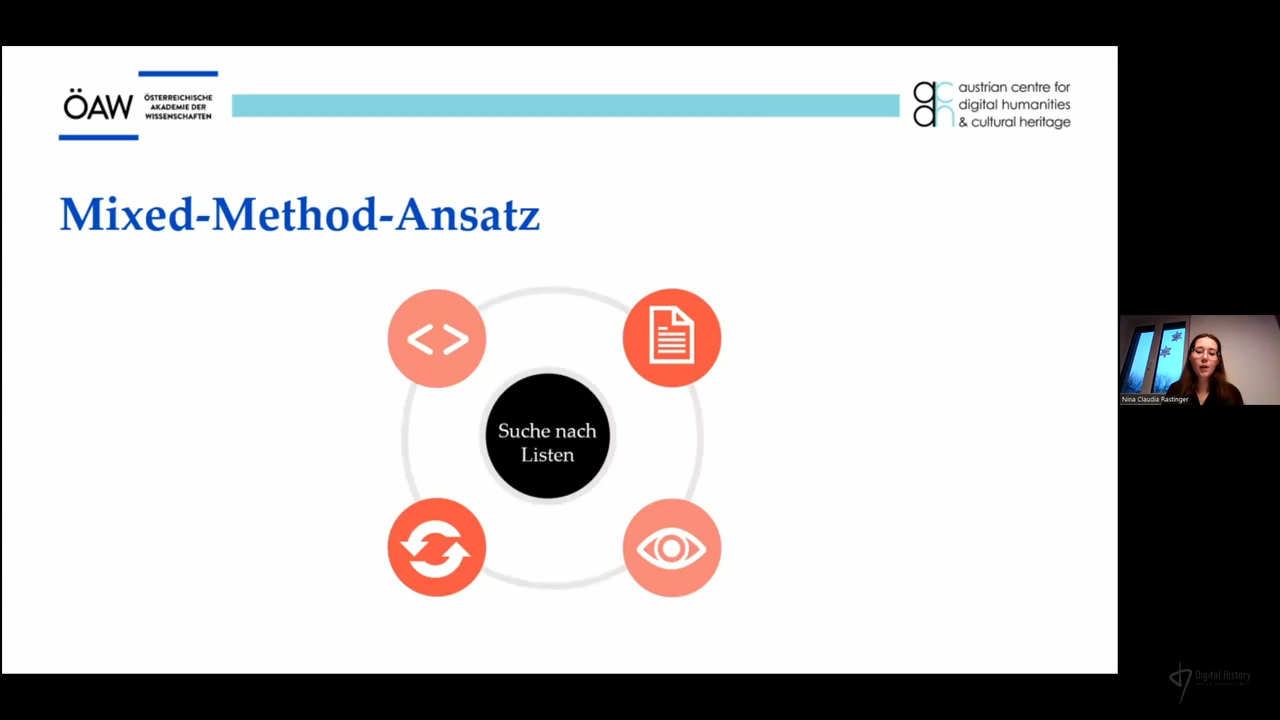 ÖAW
ÖSTERREICHISCHE
AKADEMIE DER
WISSENSCHAFTEN
austrian centre for
digital humanities
& cultural heritage
Mixed-Method-Ansatz
Suche nach
Listen
Nina Claudia Rastinger
Digital History